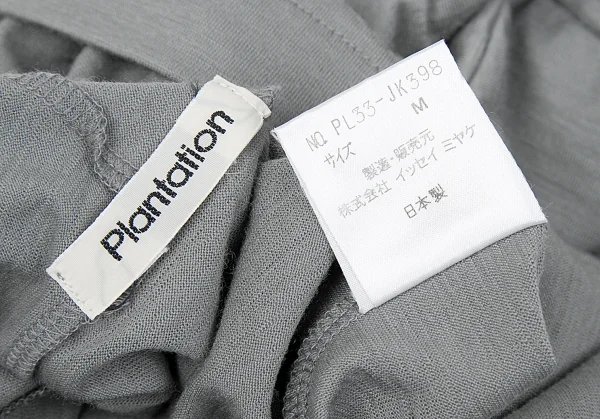 Plantation
NO. PL33-JK398
サイズ M
製造・販売元
株式会社 イッセイ ミヤケ
日本製